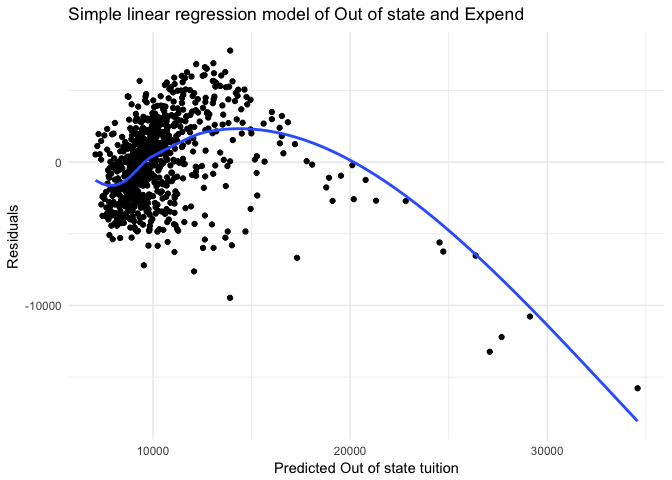 Simple linear regression model of Out of state and Expend
Residuals
0
-10000
10000
20000
30000
Predicted Out of state tuition